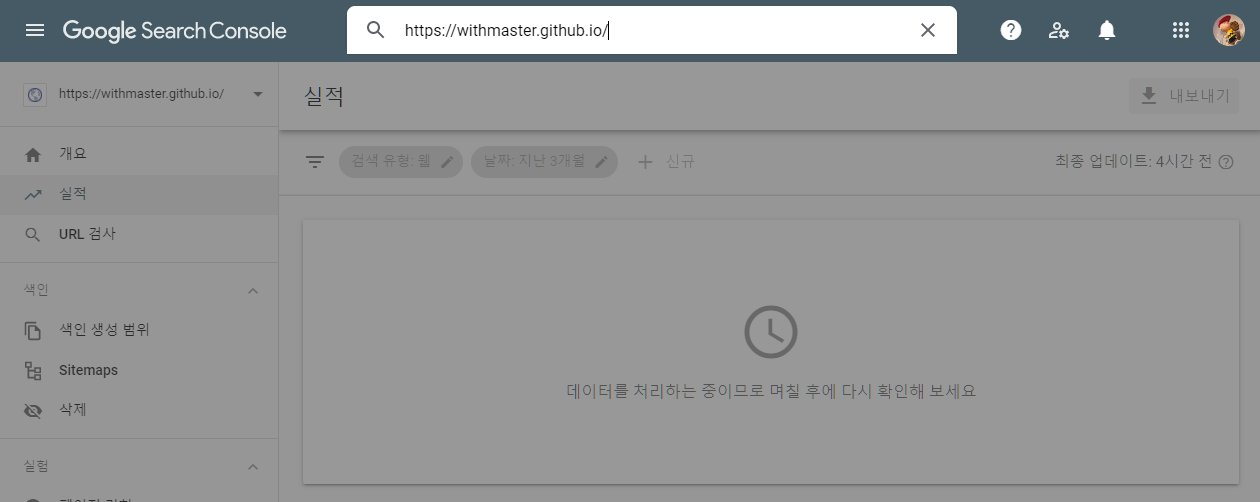 Google Search Console
https://withmaster.github.io/
https://withmaster.github.io/
실적
내보내기
개요
실적
URL 검사
색인
색인 생성 범위
Sitemaps
삭제
실험
검색 유형: 웹
날짜: 지난 3개월
신규
최종 업데이트: 4시간 전
데이터를 처리하는 중이므로 며칠 후에 다시 확인해 보세요